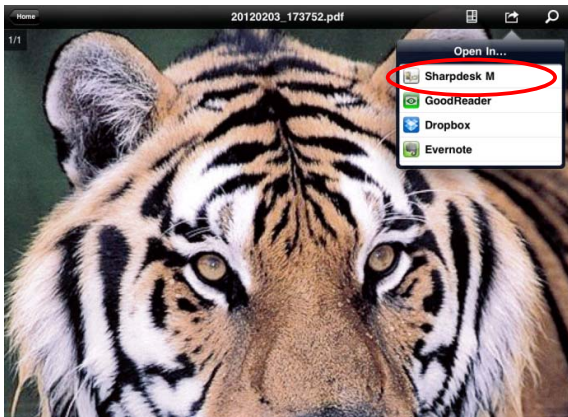 Home
20120203_173752.pdf
1/1
Open In...
Sharpdesk M
GoodReader
Dropbox
Evernote